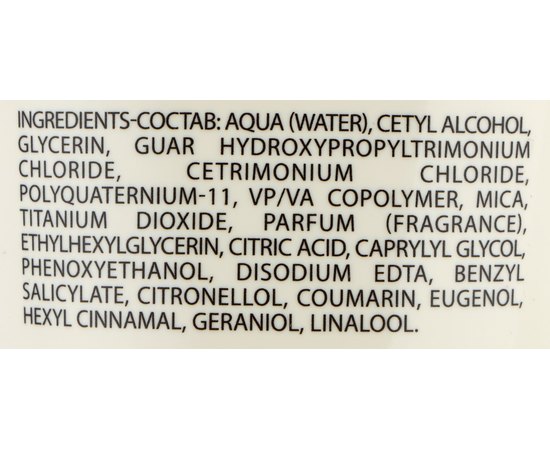 INGREDIENTS-СОСТАВ: AQUA (WATER), CETYL ALCOHOL,
GLYCERIN, GUAR HYDROXYPROPYLTRIMONIUM
CHLORIDE, CETRIMONIUM CHLORIDE,
POLYQUATERNIUM-11, VP/VA COPOLYMER, MICA,
TITANIUM DIOXIDE, PARFUM (FRAGRANCE),
ETHYLHEXYLGLYCERIN, CITRIC ACID, CAPRYLYL GLYCOL,
PHENOXYETHANOL, DISODIUM EDTA, BENZYL
SALICYLATE, CITRONELLOL, COUMARIN, EUGENOL,
HEXYL CINNAMAL, GERANIOL, LINALOOL.